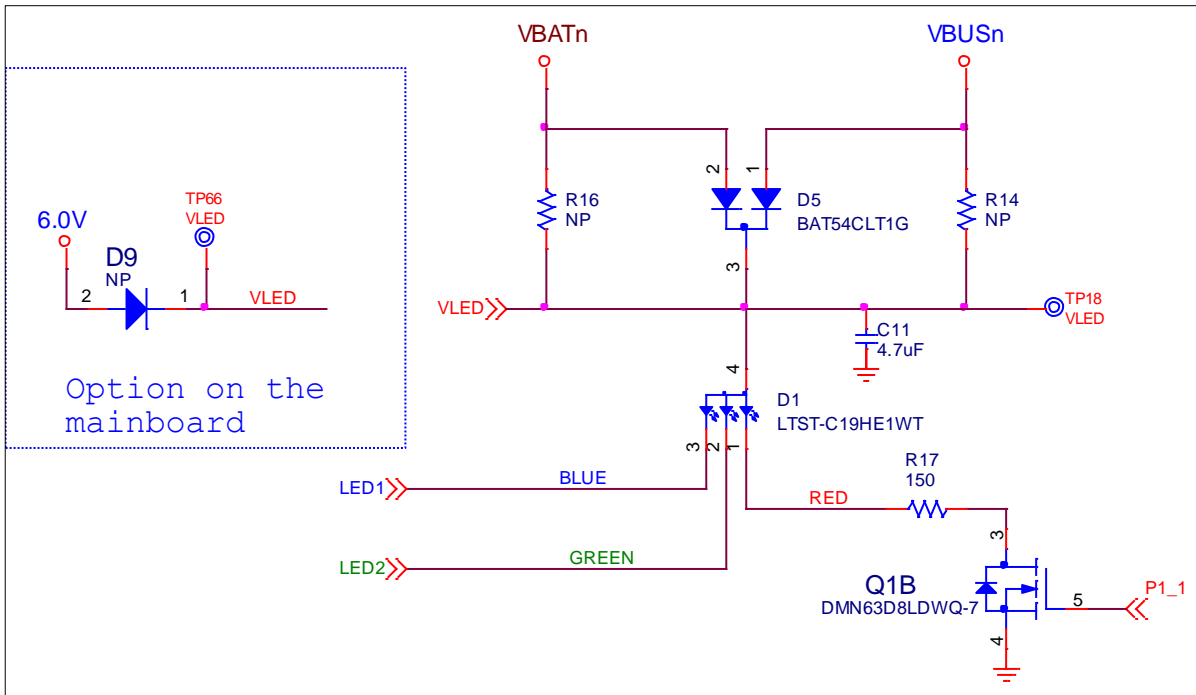 VBATn
VBUSn
TP66
VLED
6.0V
D9
NP
2
1
VLED
Option on the
mainboard
R16
NP
2
1
D5
BAT54CLT1G
R14
NP
3
VLED
TP18
VLED
C11
4.7uF
4
D1
LTST-C19HE1WT
3
2
1
LED1
BLUE
R17
150
RED
LED2
GREEN
3
Q1B
DMN63D8LDWQ-7
5
P1_1
4